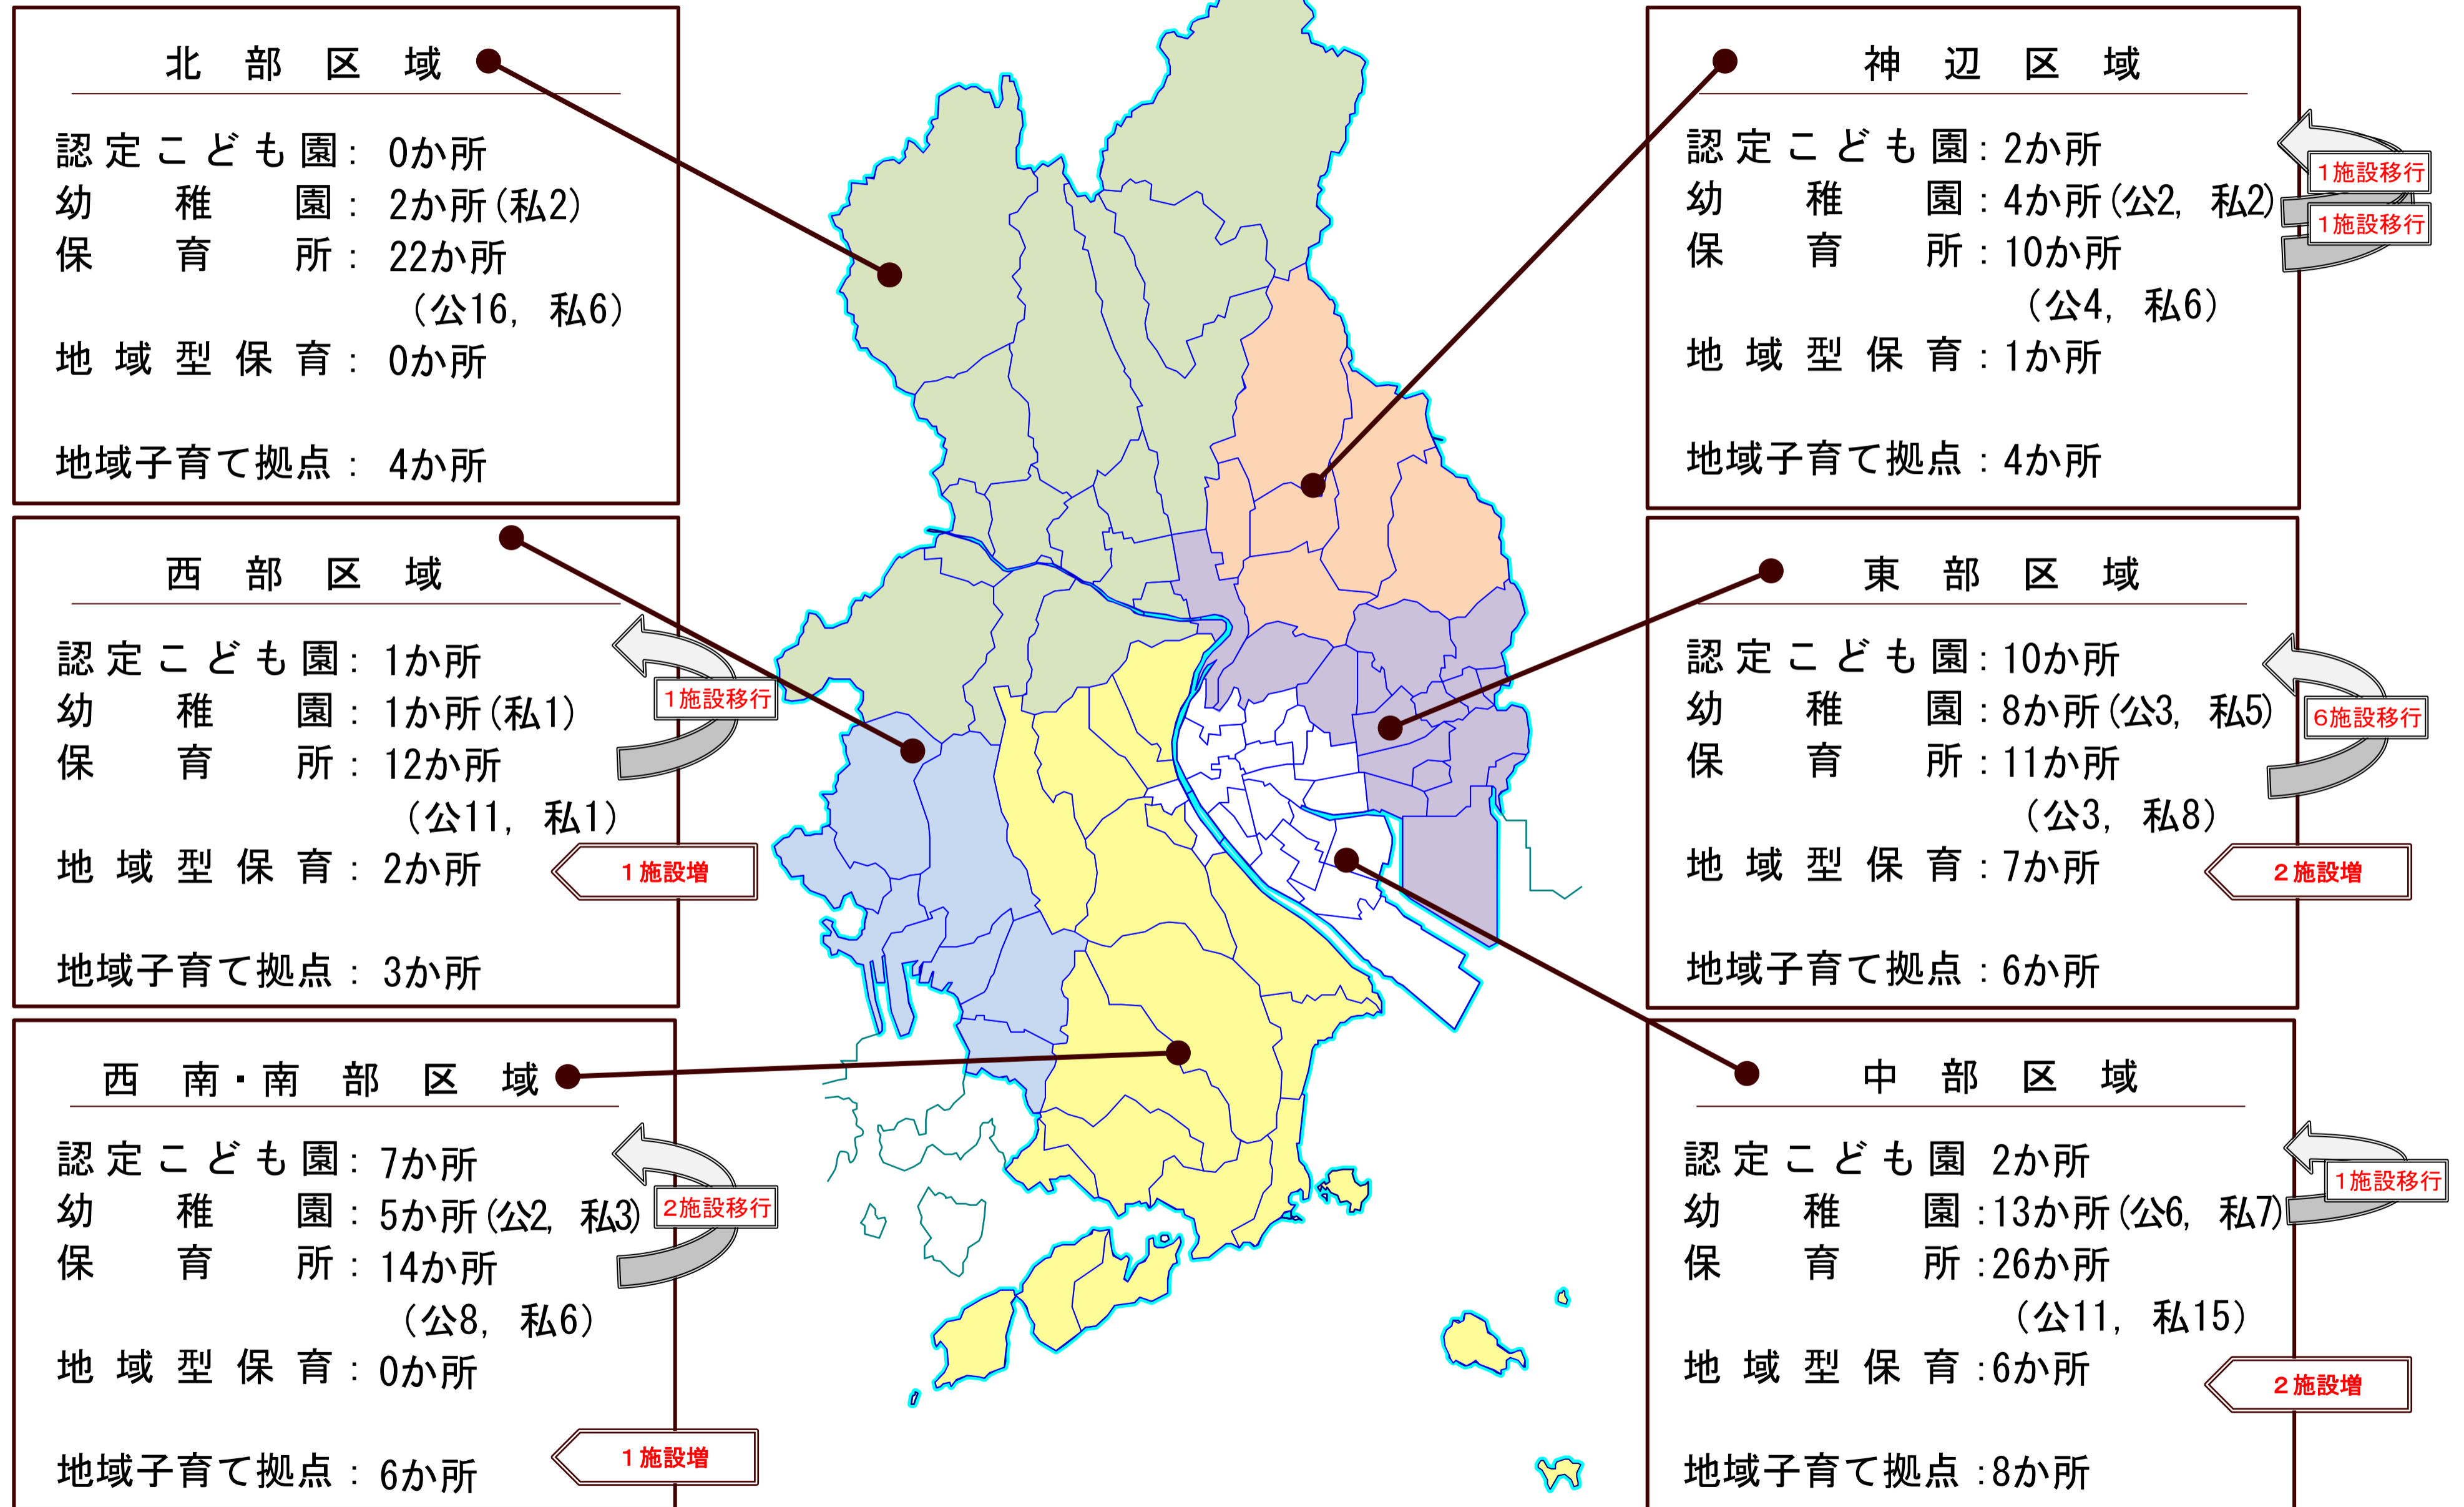 北部区域
認定こども園: 0か所
幼稚園: 2か所(私2)
保育所: 22か所
(公16, 私6)
地域型保育: 0か所
地域子育て拠点: 4か所
西部区域
認定こども園: 1か所
1施設移行
幼稚園: 1か所(私1)
保育所: 12か所
(公11, 私1)
地域型保育: 2か所
1施設増
地域子育て拠点: 3か所
西南・南部区域
認定こども園: 7か所
2施設移行
幼稚園: 5か所(公2, 私3)
保育所: 14か所
(公8, 私6)
地域型保育: 0か所
1施設増
地域子育て拠点: 6か所
神辺区域
認定こども園: 2か所
1施設移行
幼稚園: 4か所(公2, 私2)
1施設移行
保育所: 10か所
(公4, 私6)
地域型保育: 1か所
地域子育て拠点: 4か所
東部区域
認定こども園: 10か所
幼稚園: 8か所(公3, 私5)
6施設移行
保育所: 11か所
(公3, 私8)
地域型保育: 7か所
2施設増
地域子育て拠点: 6か所
中部区域
認定こども園 2か所
1施設移行
幼稚園:13か所(公6, 私7)
保育所:26か所
(公11, 私15)
地域型保育:6か所
2施設増
地域子育て拠点:8か所